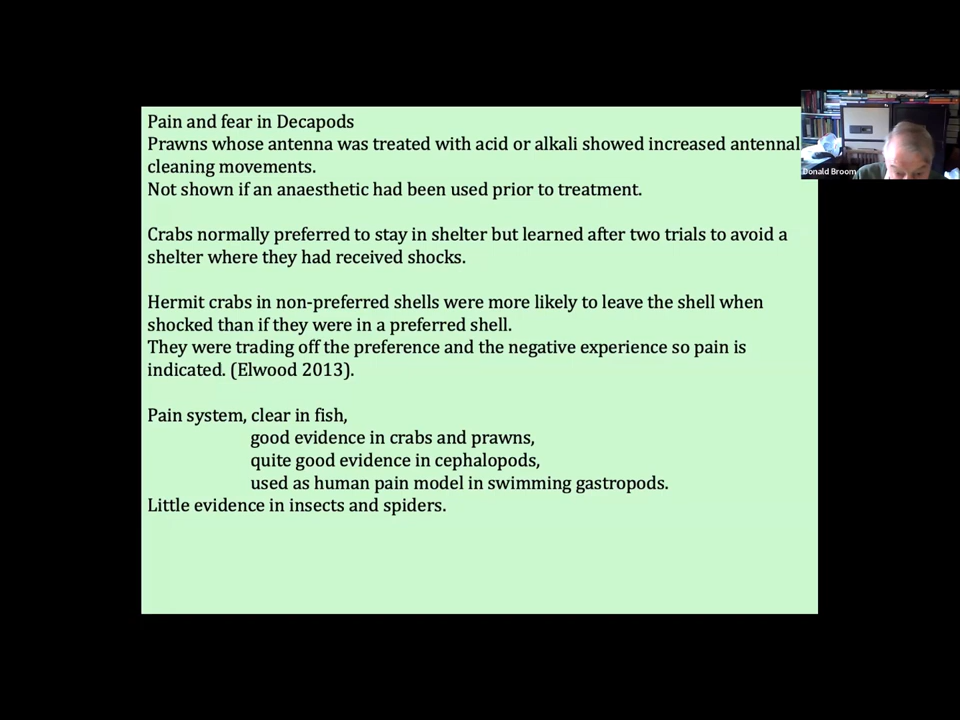 Pain and fear in Decapods
Prawns whose antenna was treated with acid or alkali showed increased antennal
cleaning movements.
Not shown if an anaesthetic had been used prior to treatment.
Crabs normally preferred to stay in shelter but learned after two trials to avoid a
shelter where they had received shocks.
Hermit crabs in non-preferred shells were more likely to leave the shell when
shocked than if they were in a preferred shell.
They were trading off the preference and the negative experience so pain is
indicated. (Elwood 2013).
Pain system, clear in fish,
good evidence in crabs and prawns,
quite good evidence in cephalopods,
used as human pain model in swimming gastropods.
Little evidence in insects and spiders.
Donald Broom